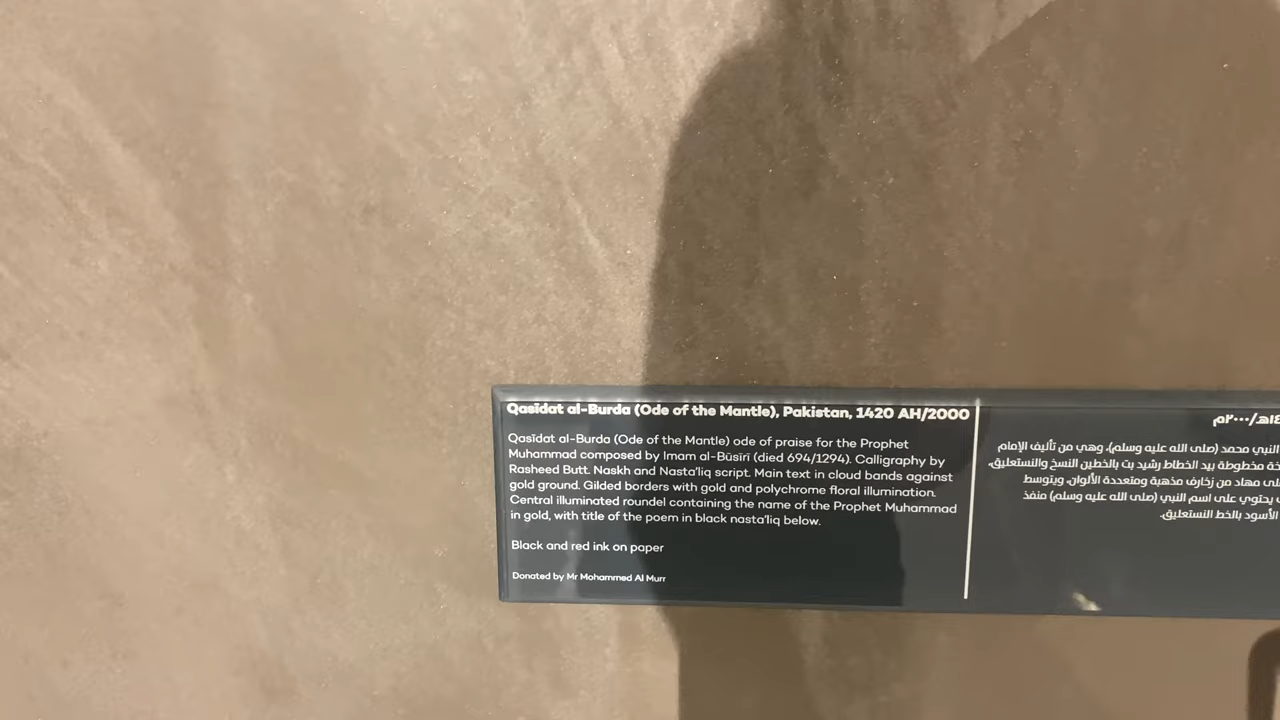 Qasīdat al-Burda (Ode of the Mantle), Pakistan, 1420 AH/2000
Qasīdat al-Burda (Ode of the Mantle) ode of praise for the Prophet
Muhammad composed by Imam al-Būsīrī (died 694/1294). Calligraphy by
Rasheed Butt. Naskh and Nasta'liq script. Main text in cloud bands against
gold ground. Gilded borders with gold and polychrome floral illumination.
Central illuminated roundel containing the name of the Prophet Muhammad
in gold, with title of the poem in black nasta'liq below.
Black and red ink on paper
Donated by Mr Mohammed Al Murr
هـ/٢٠٠٠م
النبي محمد (صلى الله عليه وسلم)، وهي من تأليف الإمام
مخطوطة بيد الخطاط رشيد بت بالخطين النسخ والنستعليق،
مهاد من زخارف مذهبة ومتعددة الألوان، ويتوسط
يحتوي على اسم النبي (صلى الله عليه وسلم) منفذ
الأسود بالخط النستعليق.